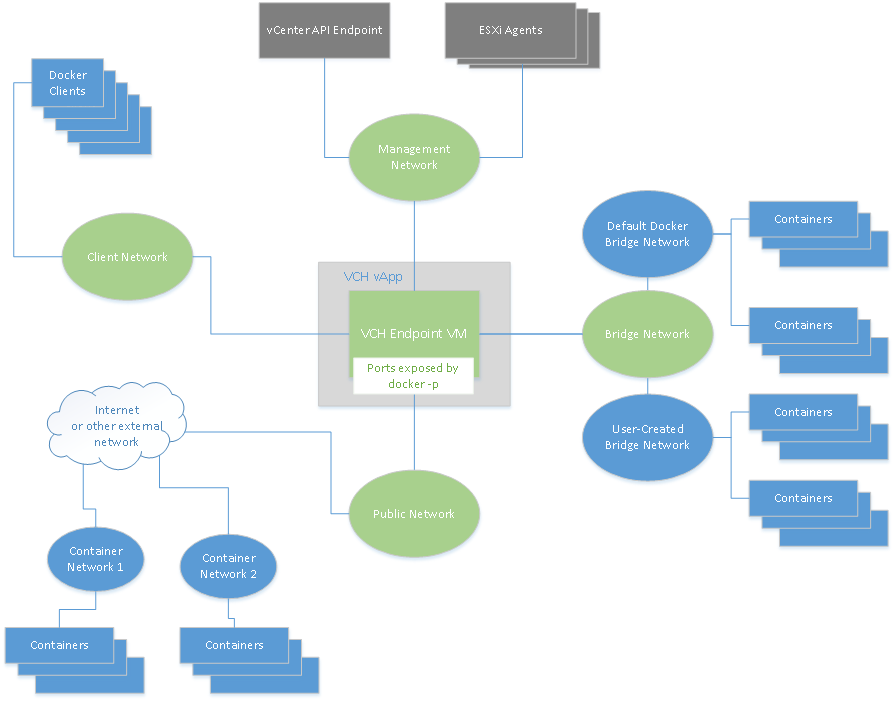 vCenter API Endpoint
ESXi Agents
Docker
Clients
Management
Network
Default Docker
Bridge Network
Containers
Client Network
VCH vApp
VCH Endpoint VM
Ports exposed by
docker -p
Bridge Network
Containers
User-Created
Bridge Network
Containers
Containers
Internet
or other external
network
Public Network
Container
Network 1
Container
Network 2
Containers
Containers